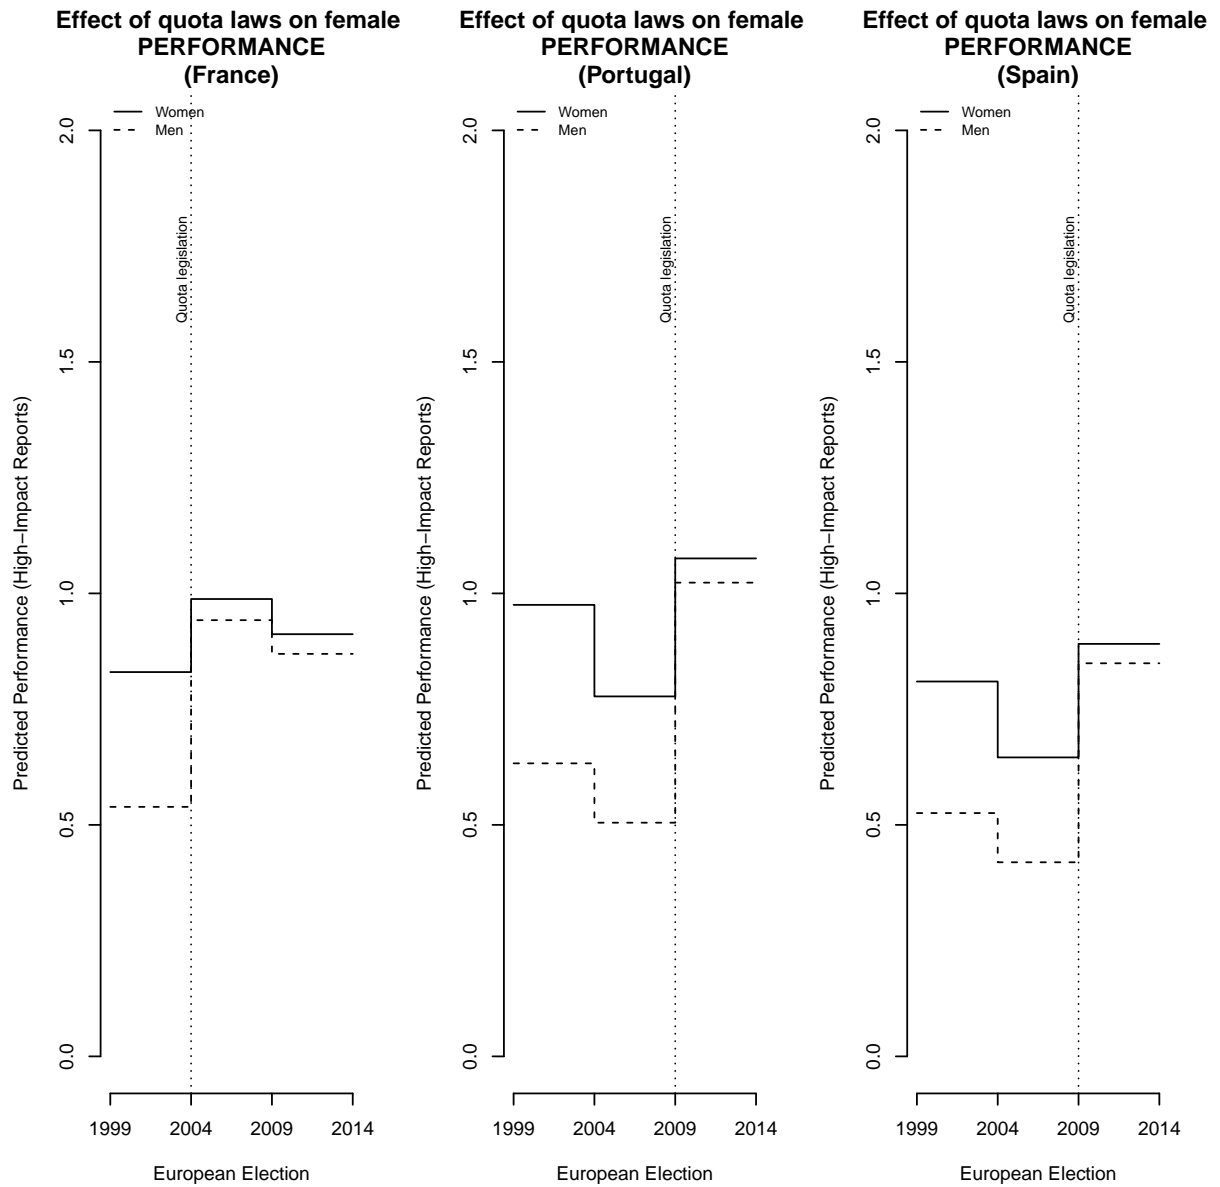 Effect of quota laws on female
PERFORMANCE
(France)
Women
Men
Quota legislation
2.0
1.5
1.0
0.5
0.0
Predicted Performance (High−Impact Reports)
1999 2004 2009 2014
European Election
Effect of quota laws on female
PERFORMANCE
(Portugal)
Women
Men
Quota legislation
2.0
1.5
1.0
0.5
0.0
Predicted Performance (High−Impact Reports)
1999 2004 2009 2014
European Election
Effect of quota laws on female
PERFORMANCE
(Spain)
Women
Men
Quota legislation
2.0
1.5
1.0
0.5
0.0
Predicted Performance (High−Impact Reports)
1999 2004 2009 2014
European Election